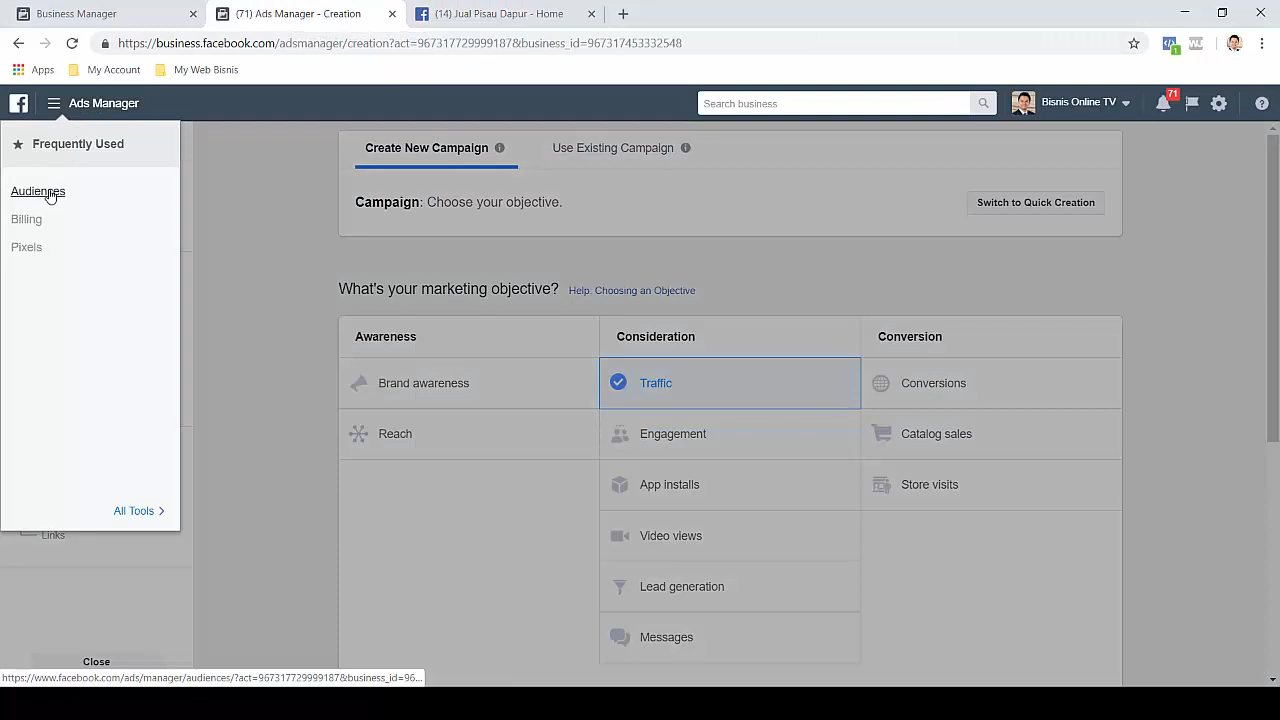 Business Manager
(71) Ads Manager - Creation
(14) Jual Pisau Dapur - Home
https://business.facebook.com/adsmanager/creation?act=967317729999187&business_id=967317453332548
1
Apps
My Account
My Web Bisnis
Ads Manager
Search business
Bisnis Online TV
71
Frequently Used
Audiences
Billing
Pixels
All Tools
Links
Close
Create New Campaign
Use Existing Campaign
Campaign: Choose your objective.
Switch to Quick Creation
What's your marketing objective? Help: Choosing an Objective
Awareness
Consideration
Conversion
Brand awareness
Traffic
Conversions
Reach
Engagement
Catalog sales
App installs
Store visits
Video views
Lead generation
Messages
https://www.facebook.com/ads/manager/audiences/?act=967317729999187&business_id=96...